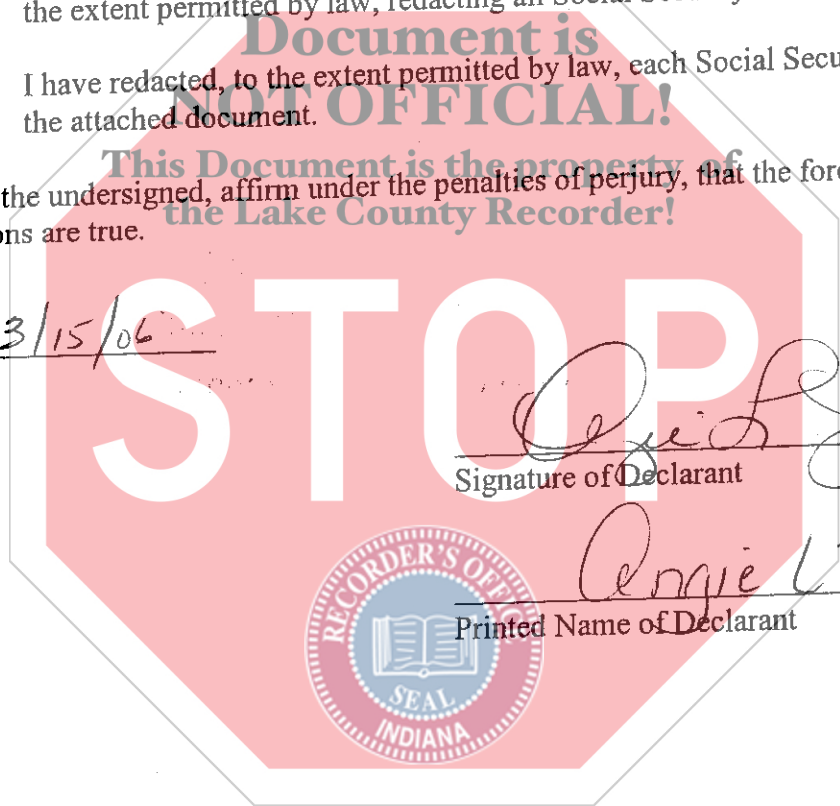 the extent permitted by law, redacting all Social Security
Document is
I have redacted, to the extent permitted by law, each Social Secu
NOT OFFICIAL!
the attached document.
This Document is the property of
the undersigned, affirm under the penalties of perjury, that the fore
the Lake County Recorder!
ons are true.
3/15/06
STOP
Angie L
Signature of Declarant
Angie L
Printed Name of Declarant
RECORDER'S OFFICE
SEAL
INDIANA